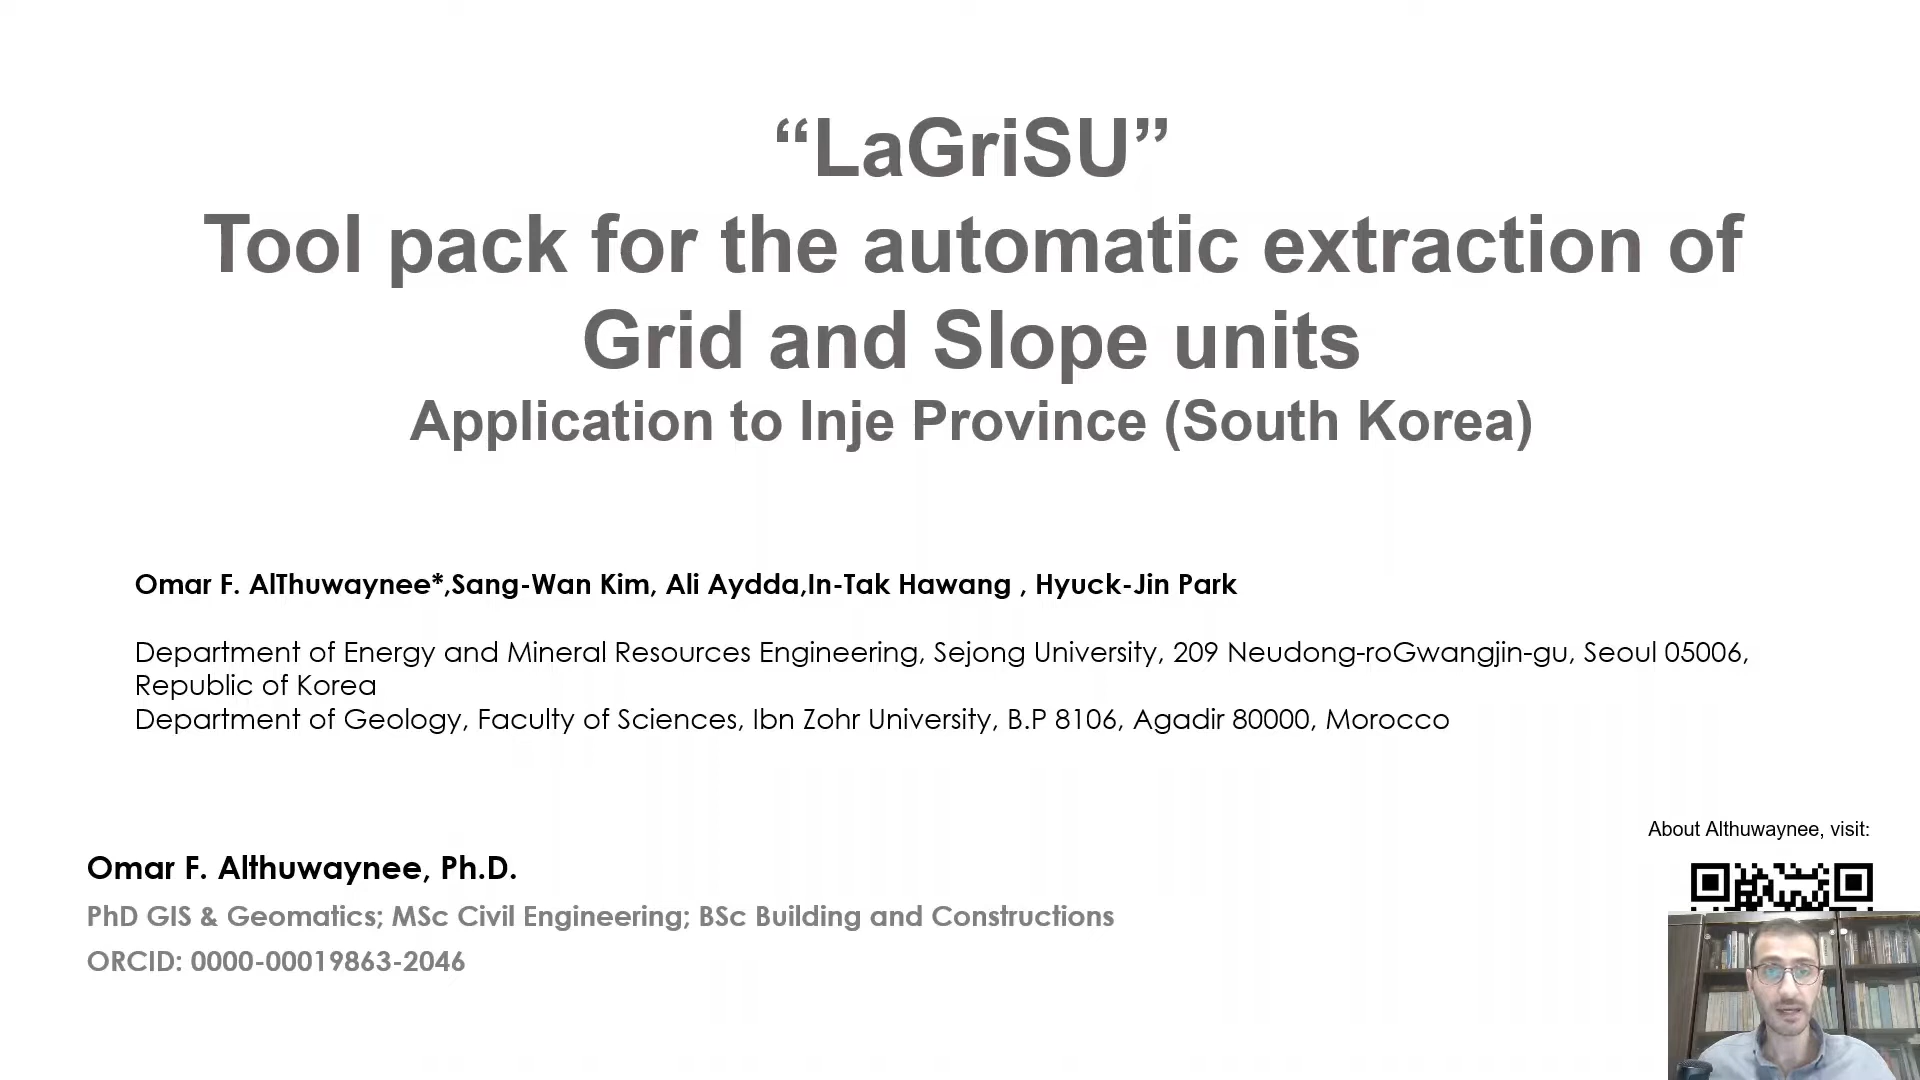 “LaGriSU”
Tool pack for the automatic extraction of
Grid and Slope units
Application to Inje Province (South Korea)
Omar F. AlThuwaynee*,Sang-Wan Kim, Ali Aydda,In-Tak Hawang , Hyuck-Jin Park
Department of Energy and Mineral Resources Engineering, Sejong University, 209 Neudong-roGwangjin-gu, Seoul 05006,
Republic of Korea
Department of Geology, Faculty of Sciences, Ibn Zohr University, B.P 8106, Agadir 80000, Morocco
About Althuwaynee, visit:
Omar F. Althuwaynee, Ph.D.
PhD GIS & Geomatics; MSc Civil Engineering; BSc Building and Constructions
ORCID: 0000-00019863-2046